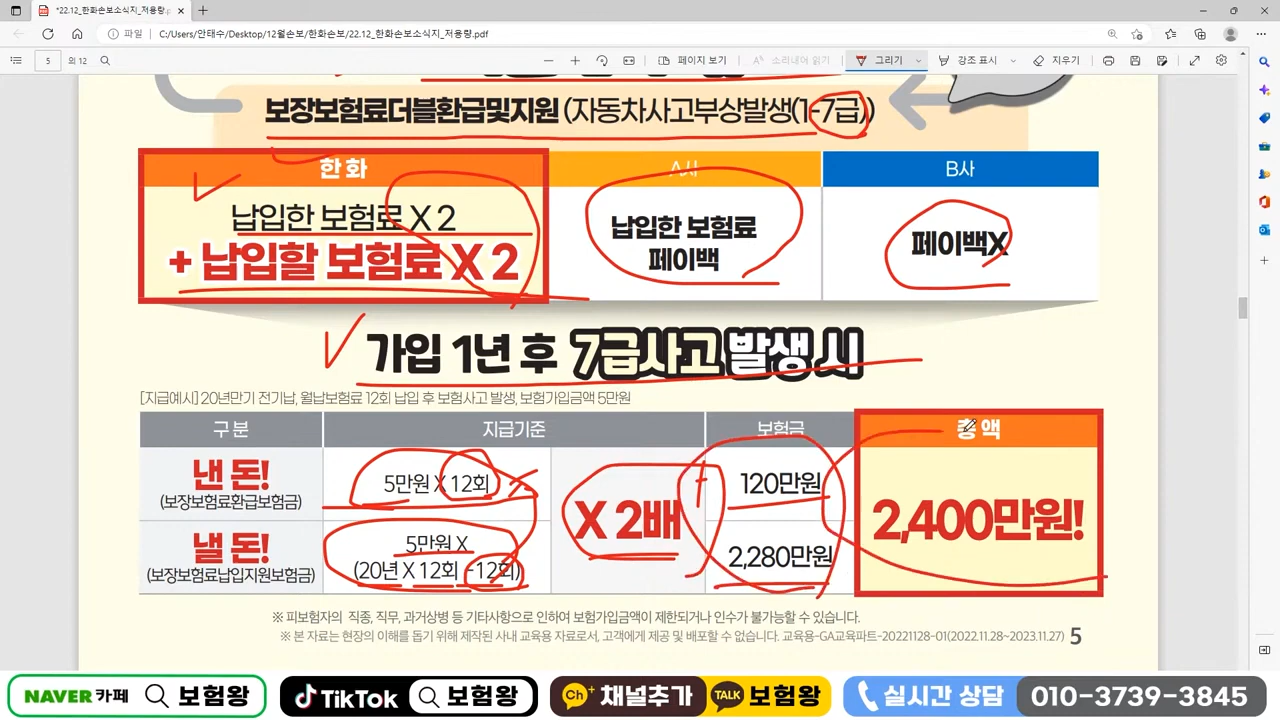 *22.12_한화손보소식지_저용량.p
파일
C:/Users/안태수/Desktop/12월손보/한화손보/22.12_한화손보소식지_저용량.pdf
5
의 12
페이지 보기
소리내어 읽기
그리기
강조 표시
지우기
보장보험료더블환급및지원 (자동차사고부상발생(1-7급))
한화
A사
B사
납입한 보험료 X 2
+ 납입할 보험료 X 2
납입한 보험료
페이백
페이백X
가입 1년 후 7급사고 발생 시
[지급예시] 20년만기 전기납, 월납보험료 12회 납입 후 보험사고 발생, 보험가입금액 5만원
구 분
지급기준
보험금
총 액
낸 돈!
(보장보험료환급보험금)
5만원 X 12회
X 2배
120만원
2,400만원!
낼 돈!
(보장보험료납입지원보험금)
5만원 X
(20년 X 12회 -12회)
2,280만원
※ 피보험자의 직종, 직무, 과거상병 등 기타사항으로 인하여 보험가입금액이 제한되거나 인수가 불가능할 수 있습니다.
※ 본 자료는 현장의 이해를 돕기 위해 제작된 사내 교육용 자료로서, 고객에게 제공 및 배포할 수 없습니다. 교육용-GA교육파트-20221128-01(2022.11.28~2023.11.27)
5
NAVER 카페
보험왕
TikTok
보험왕
Ch+
채널추가
TALK
보험왕
실시간 상담
010-3739-3845